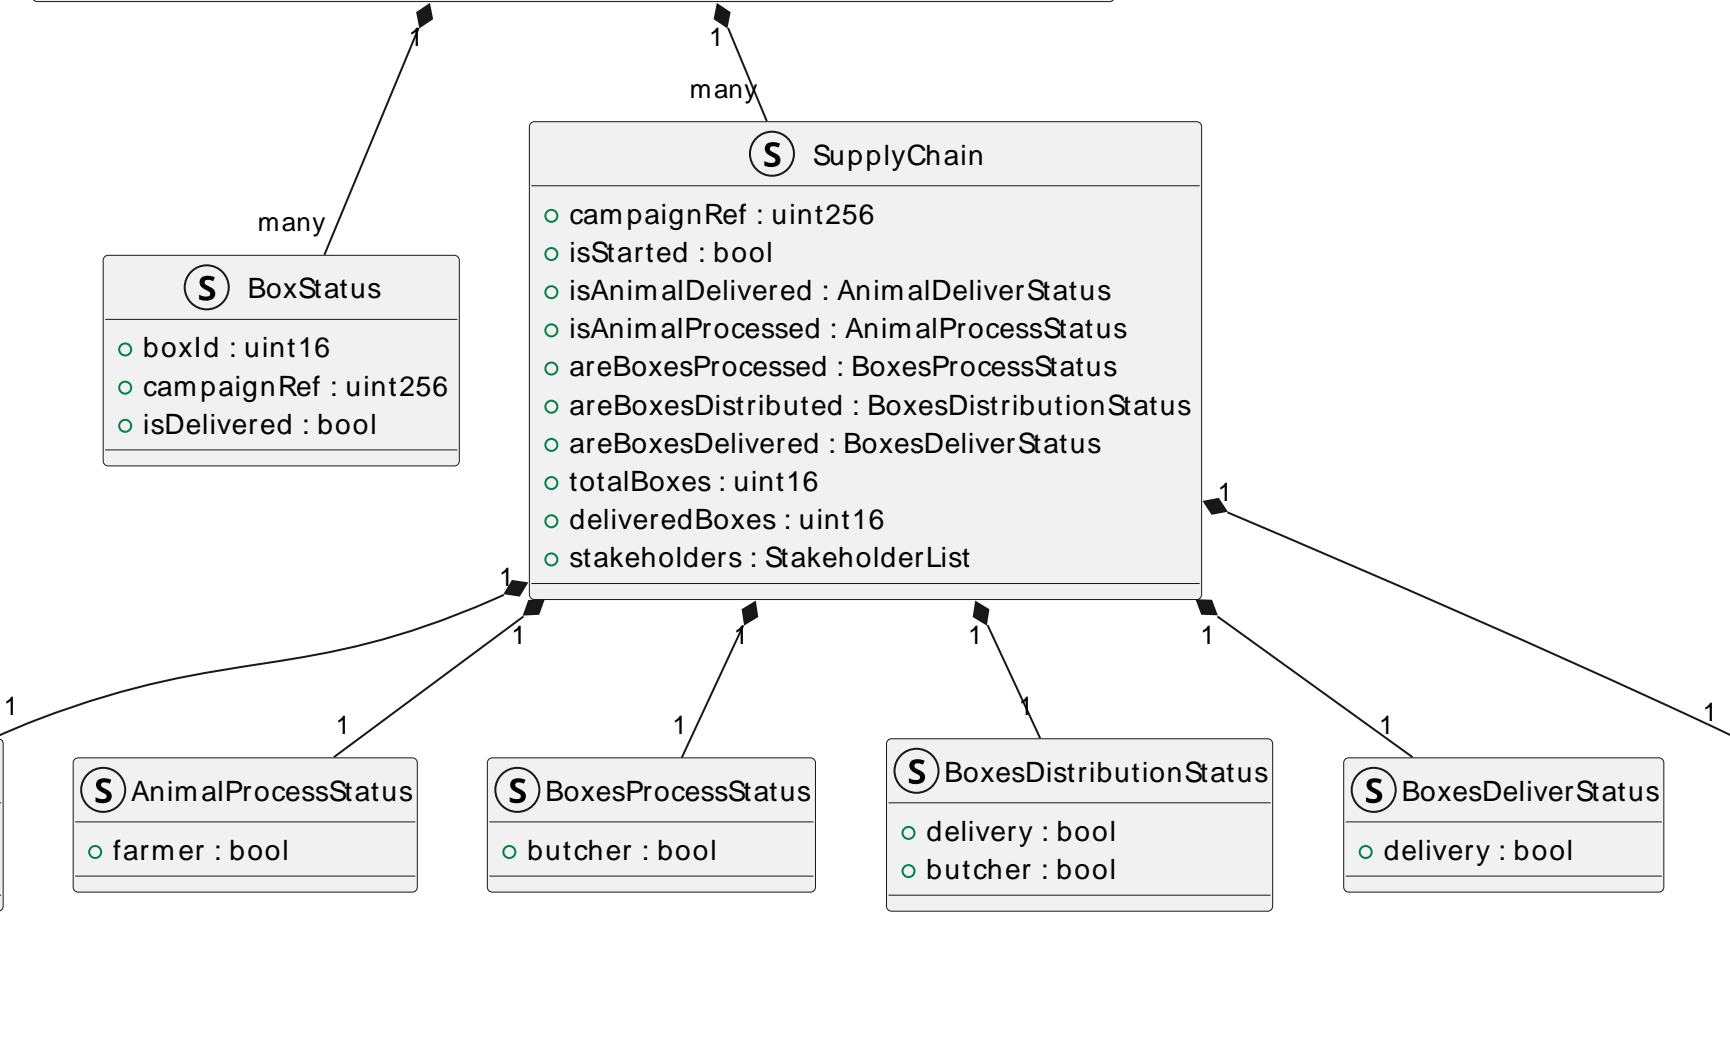 1
1
many
S SupplyChain
campaignRef : uint256
isStarted : bool
isAnimalDelivered : AnimalDeliverStatus
isAnimalProcessed : AnimalProcessStatus
areBoxesProcessed : BoxesProcessStatus
areBoxesDistributed : BoxesDistributionStatus
areBoxesDelivered : BoxesDeliverStatus
totalBoxes : uint16
deliveredBoxes : uint16
stakeholders : StakeholderList
many
S BoxStatus
boxId : uint16
campaignRef : uint256
isDelivered : bool
1
1
1
1
1
1
1
1
1
1
1
1
S AnimalProcessStatus
farmer : bool
S BoxesProcessStatus
butcher : bool
S BoxesDistributionStatus
delivery : bool
butcher : bool
S BoxesDeliverStatus
delivery : bool